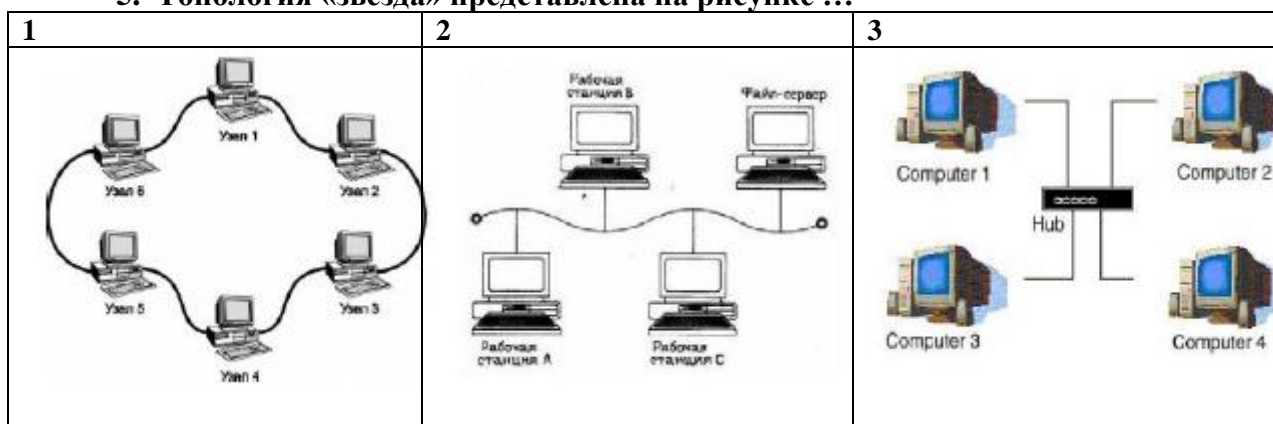 5. Топология «звезда» представлена на рисунке …
1
2
3
Узел 1
Узел 6
Узел 2
Узел 5
Узел 3
Узел 4
Рабочая
станция В
Файл-сервер
Рабочая
станция А
Рабочая
станция С
Computer 1
Computer 2
Hub
Computer 3
Computer 4